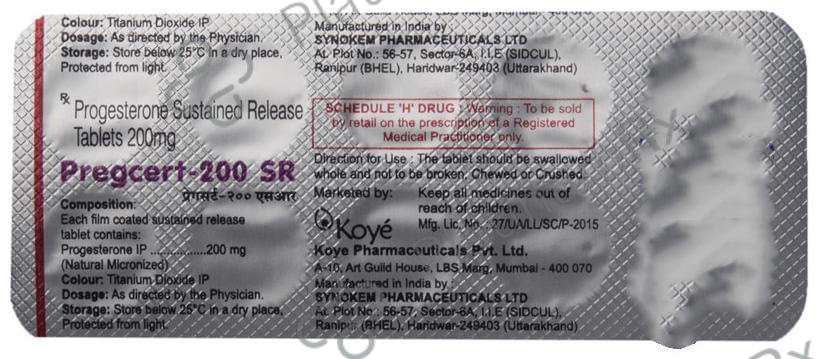 Colour: Titanium Dioxide IP
Dosage: As directed by the Physician.
Storage: Store below 25°C in a dry place,
Protected from light.
Rx Progesterone Sustained Release
Tablets 200mg
Pregcert-200 SR
प्रेगसर्ट-२०० एसआर
Composition:
Each film coated sustained release
tablet contains:
Progesterone IP .................200 mg
(Natural Micronized)
Colour: Titanium Dioxide IP
Dosage: As directed by the Physician.
Storage: Store below 25°C in a dry place,
Protected from light.
Manufactured in India by :
SYNOKEM PHARMACEUTICALS LTD
At. Plot No.: 56-57, Sector-6A, I.I.E (SIDCUL),
Ranipur (BHEL), Haridwar-249403 (Uttarakhand)
SCHEDULE 'H' DRUG : Warning : To be sold
by retail on the prescription of a Registered
Medical Practitioner only.
Direction for Use : The tablet should be swallowed
whole and not to be broken, Chewed or Crushed.
Marketed by: Keep all medicines out of
reach of children.
Koyé Mfg. Lic. No.: 27/UA/LL/SC/P-2015
Koye Pharmaceuticals Pvt. Ltd.
A-10, Art Guild House, LBS Marg, Mumbai - 400 070
Manufactured in India by :
SYNOKEM PHARMACEUTICALS LTD
At. Plot No.: 56-57, Sector-6A, I.I.E (SIDCUL),
Ranipur (BHEL), Haridwar-249403 (Uttarakhand)